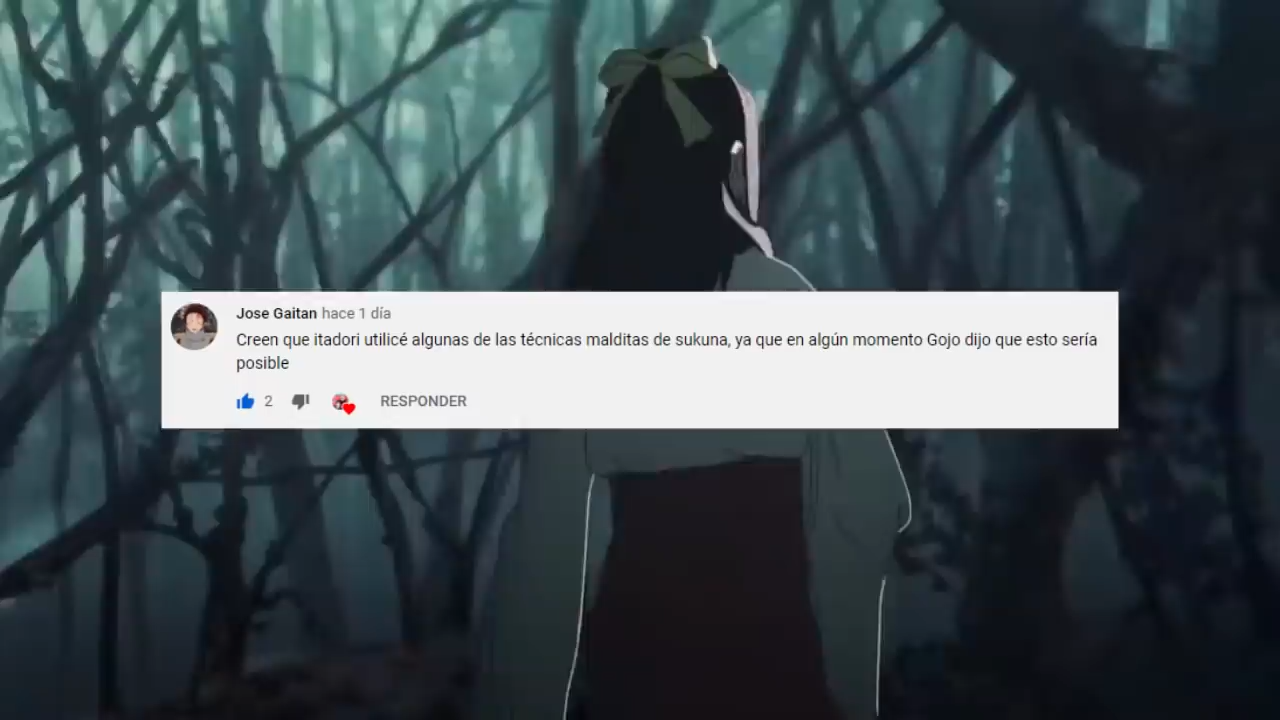 Jose Gaitan hace 1 día
Creen que itadori utilicé algunas de las técnicas malditas de sukuna, ya que en algún momento Gojo dijo que esto sería
posible
2 RESPONDER